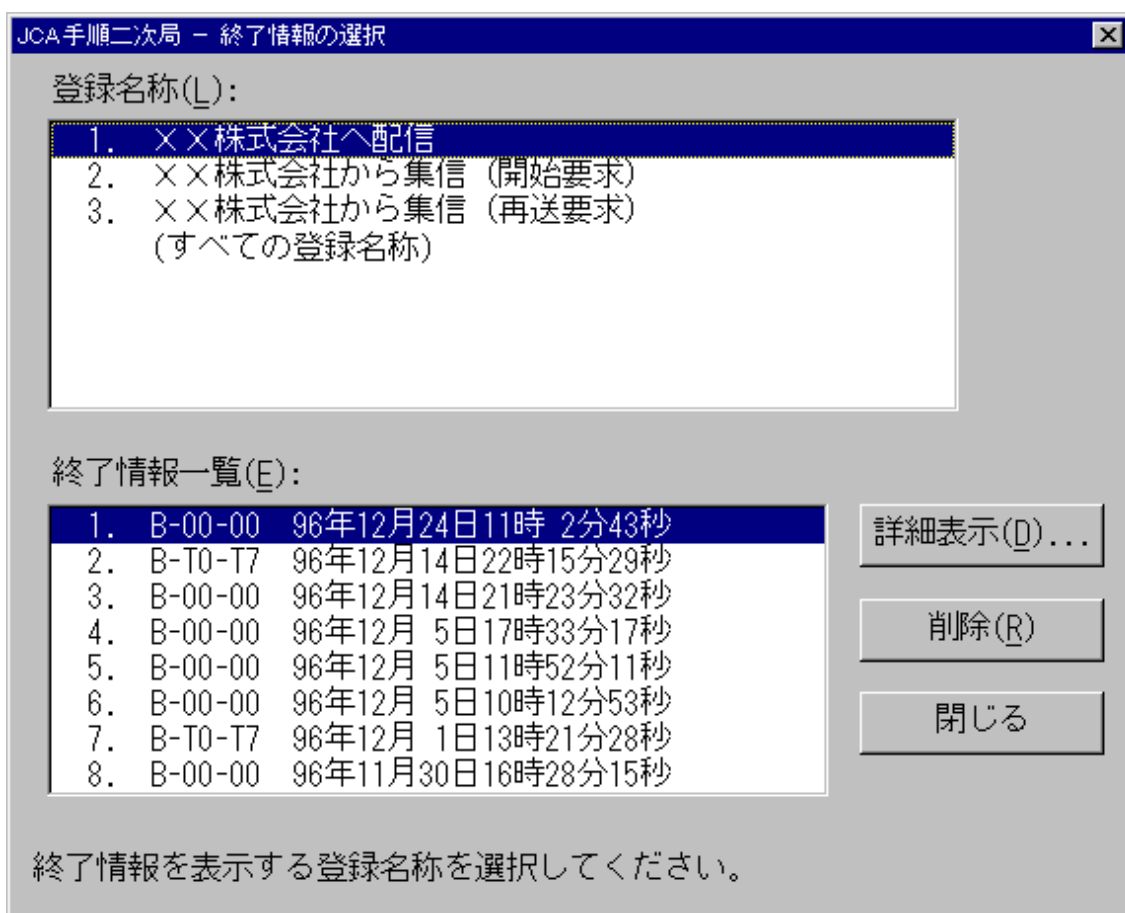 JCA手順二次局 － 終了情報の選択
登録名称(L):
1. ××株式会社へ配信
2. ××株式会社から集信（開始要求）
3. ××株式会社から集信（再送要求）
(すべての登録名称)
終了情報一覧(E):
1. B-00-00 96年12月24日11時 2分43秒
2. B-T0-T7 96年12月14日22時15分29秒
3. B-00-00 96年12月14日21時23分32秒
4. B-00-00 96年12月 5日17時33分17秒
5. B-00-00 96年12月 5日11時52分11秒
6. B-00-00 96年12月 5日10時12分53秒
7. B-T0-T7 96年12月 1日13時21分28秒
8. B-00-00 96年11月30日16時28分15秒
詳細表示(D)...
削除(R)
閉じる
終了情報を表示する登録名称を選択してください。